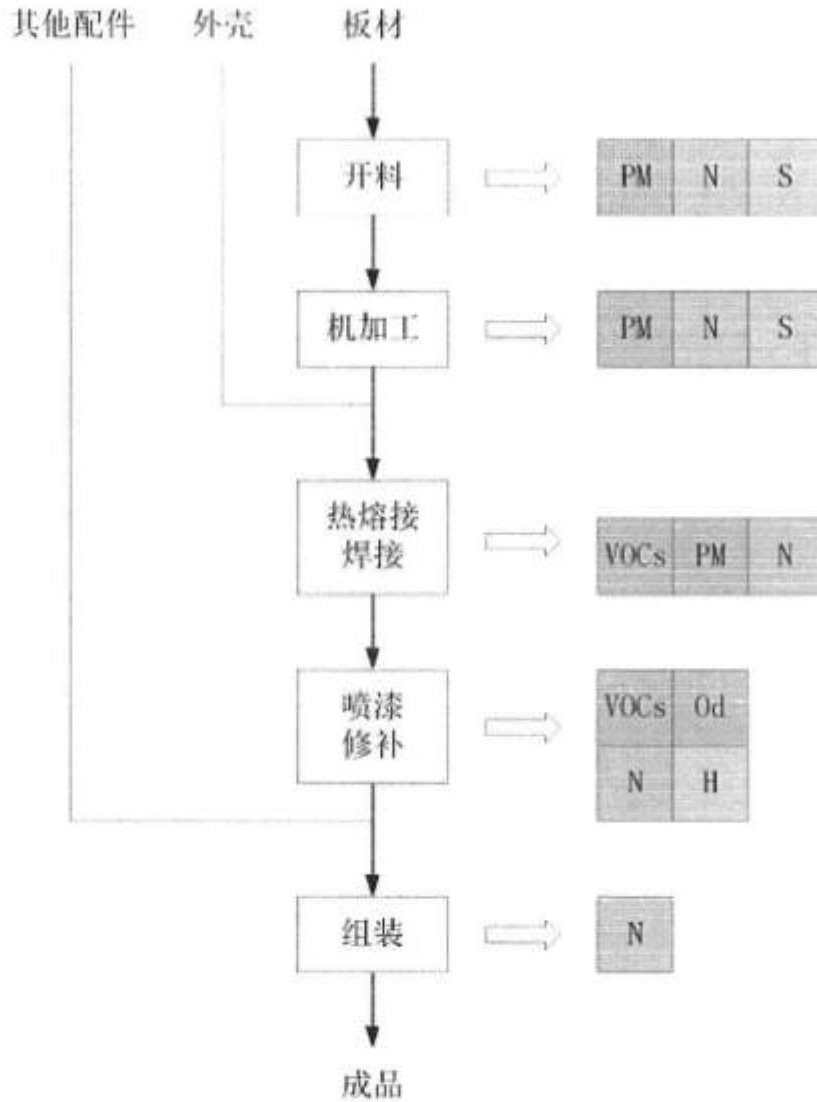 其他配件 外壳 板材
开料 PM N S
机加工 PM N S
热熔接
焊接
VOCs PM N
喷漆
修补
VOCs Od
N H
组装 N
成品